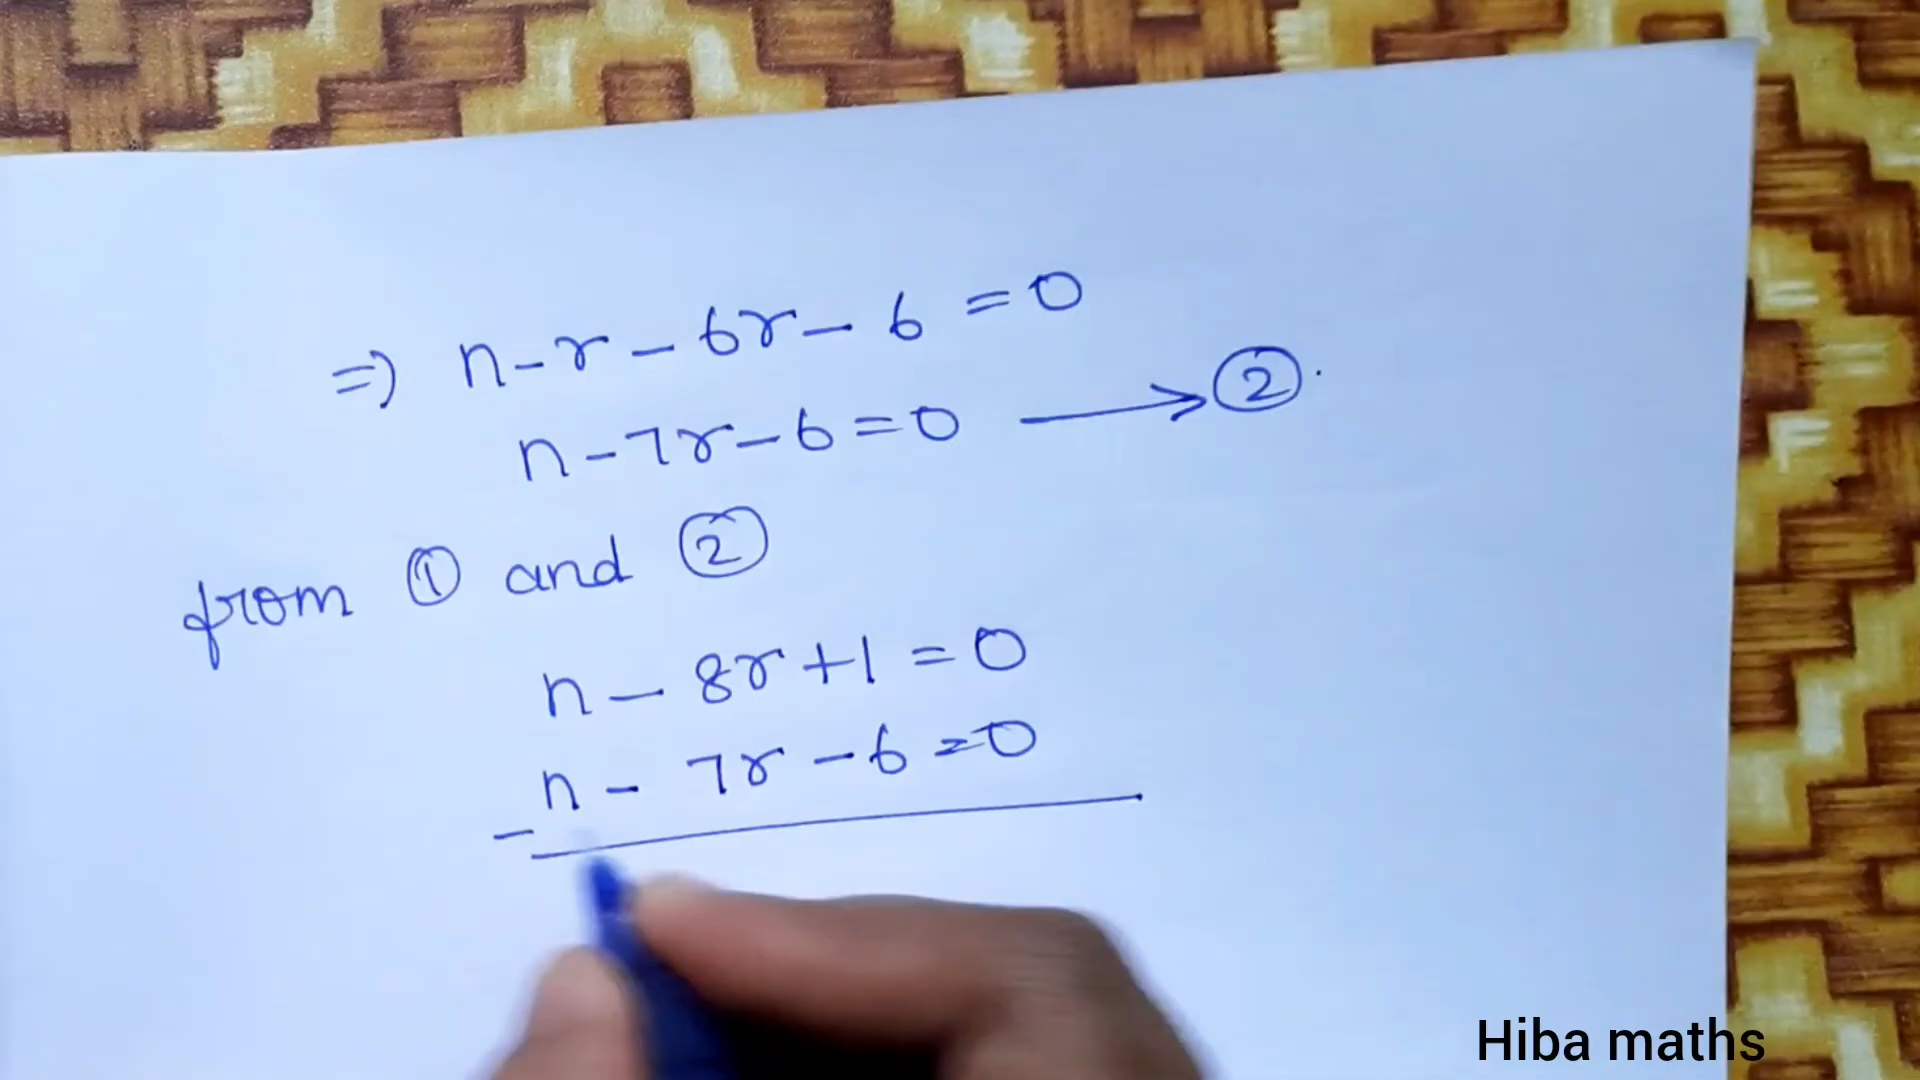 =) n - r - 6r - 6 = 0
n - 7r - 6 = 0 → ②.
from ① and ②
n - 8r + 1 = 0
n - 7r - 6 = 0
-
Hiba maths